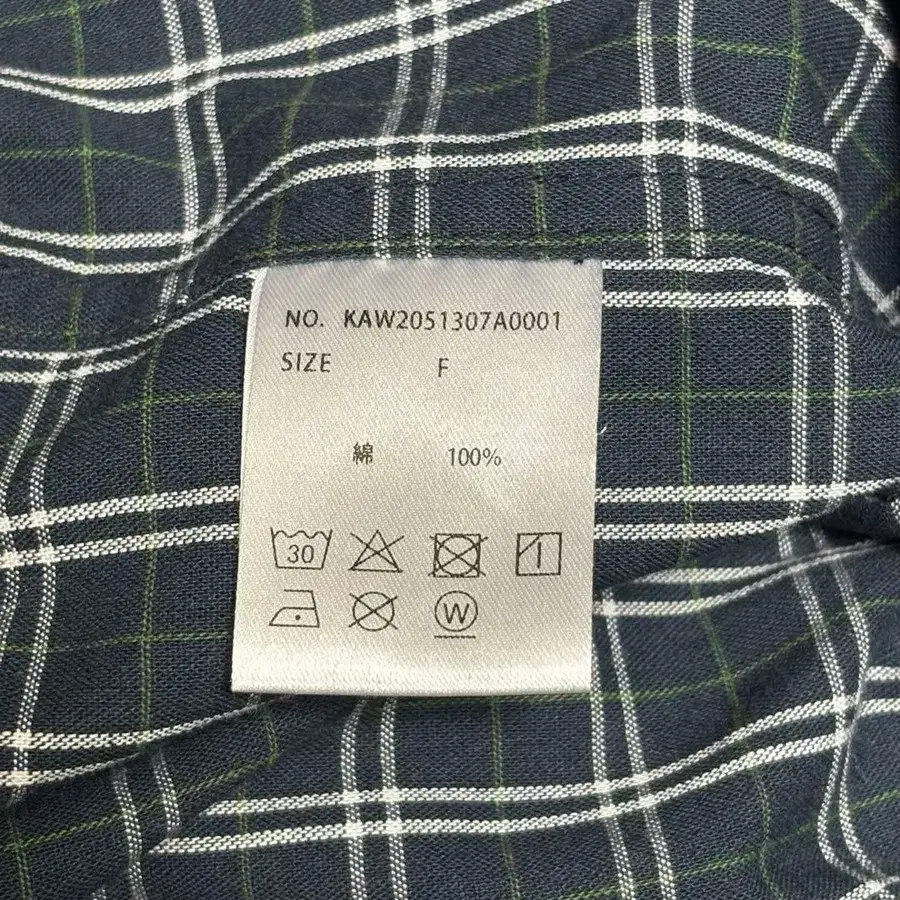 NO. KAW2051307A0001
SIZE F
綿 100%
30
W